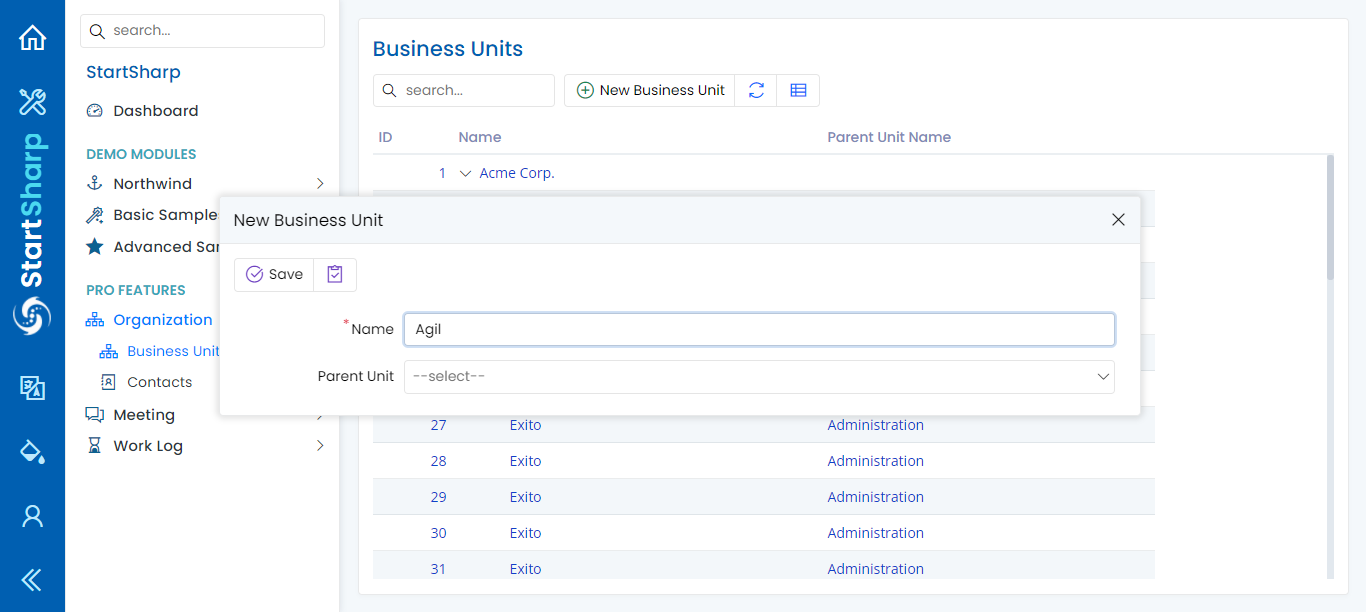 StartSharp
search...
StartSharp
Dashboard
DEMO MODULES
Northwind
Basic Sample
Advanced Sa
PRO FEATURES
Organization
Business Unit
Contacts
Meeting
Work Log
Business Units
search...
New Business Unit
ID Name Parent Unit Name
1 Acme Corp.
New Business Unit
Save
*Name Agil
Parent Unit --select--
27 Exito Administration
28 Exito Administration
29 Exito Administration
30 Exito Administration
31 Exito Administration